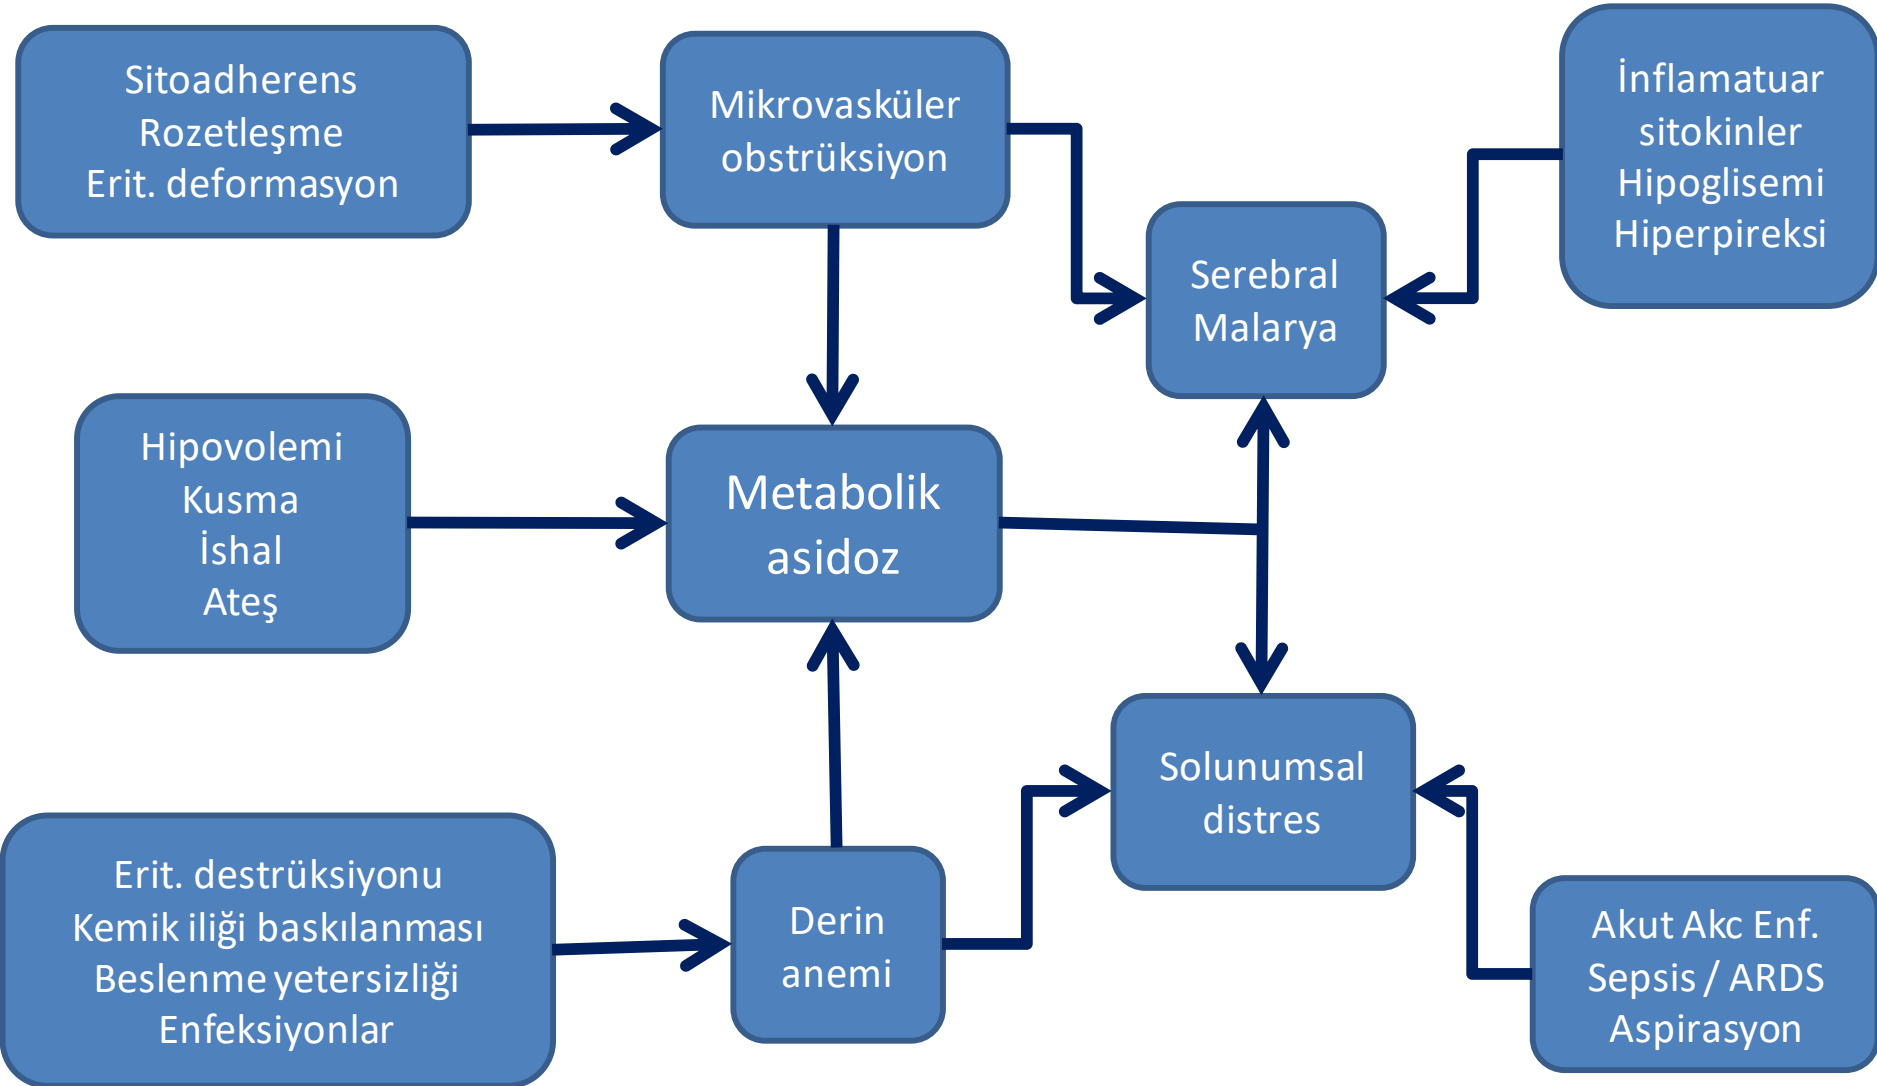 Sitoadherens
Rozetleşme
Erit. deformasyon
Mikrovasküler
obstrüksiyon
İnflamatuar
sitokinler
Hipoglisemi
Hiperpireksi
Serebral
Malarya
Hipovolemi
Kusma
İshal
Ateş
Metabolik
asidoz
Solunumsal
distres
Erit. destrüksiyonu
Kemik iliği baskılanması
Beslenme yetersizliği
Enfeksiyonlar
Derin
anemi
Akut Akc Enf.
Sepsis / ARDS
Aspirasyon